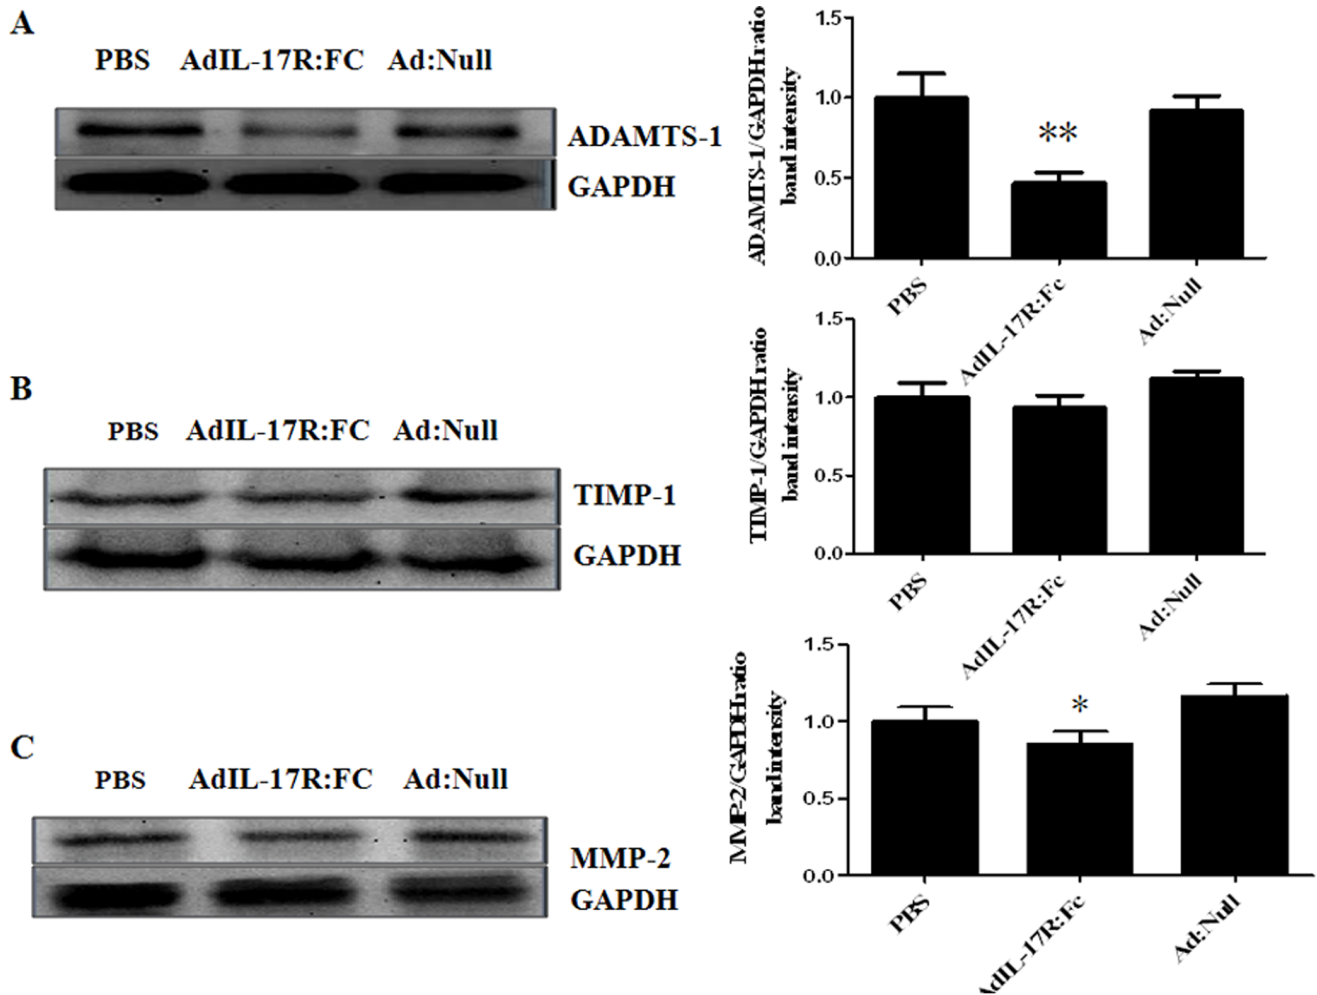 A
PBS AdIL-17R:FC Ad:Null
ADAMTS-1
GAPDH
ADAMTS-1/GAPDH ratio
band intensity
1.5
1.0
0.5
0.0
**
PBS
AdIL-17R:Fc
Ad:Null
B
PBS AdIL-17R:FC Ad:Null
TIMP-1
GAPDH
TIMP-1/GAPDH ratio
band intensity
1.5
1.0
0.5
0.0
PBS
AdIL-17R:Fc
Ad:Null
C
PBS AdIL-17R:FC Ad:Null
MMP-2
GAPDH
MMP-2/GAPDH ratio
band intensity
1.5
1.0
0.5
0.0
*
PBS
AdIL-17R:Fc
Ad:Null